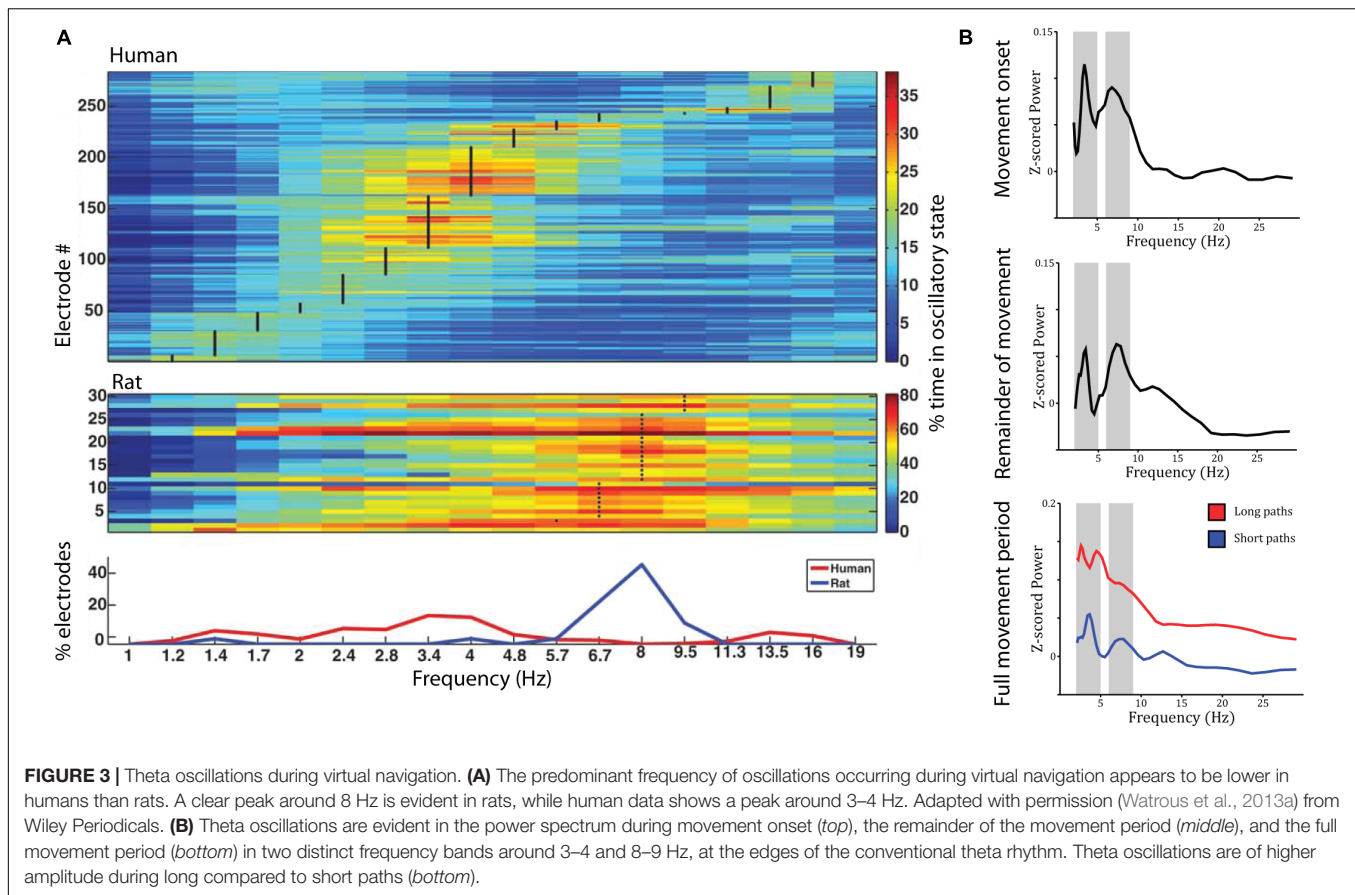 A
Human
250
200
150
100
50
Electrode #
35
30
25
20
15
10
5
0
% time in oscillatory state
Rat
30
25
20
15
10
5
80
60
40
20
0
% electrodes
40
20
0
Human
Rat
1 1.2 1.4 1.7 2 2.4 2.8 3.4 4 4.8 5.7 6.7 8 9.5 11.3 13.5 16 19
Frequency (Hz)
B
Movement onset
Z-scored Power
0.15
0
5 10 15 20 25
Frequency (Hz)
Remainder of movement
Z-scored Power
0.15
0
5 10 15 20 25
Frequency (Hz)
Full movement period
Z-scored Power
0.2
0
Long paths
Short paths
5 10 15 20 25
Frequency (Hz)
FIGURE 3 | Theta oscillations during virtual navigation. (A) The predominant frequency of oscillations occurring during virtual navigation appears to be lower in
humans than rats. A clear peak around 8 Hz is evident in rats, while human data shows a peak around 3–4 Hz. Adapted with permission (Watrous et al., 2013a) from
Wiley Periodicals. (B) Theta oscillations are evident in the power spectrum during movement onset (top), the remainder of the movement period (middle), and the full
movement period (bottom) in two distinct frequency bands around 3–4 and 8–9 Hz, at the edges of the conventional theta rhythm. Theta oscillations are of higher
amplitude during long compared to short paths (bottom).